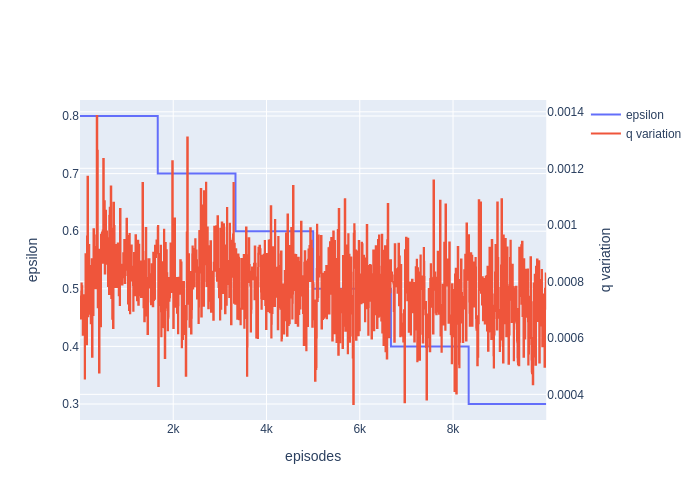 epsilon
q variation
0.8
0.7
0.6
0.5
0.4
0.3
epsilon
0.0014
0.0012
0.001
0.0008
0.0006
0.0004
q variation
2k
4k
6k
8k
episodes